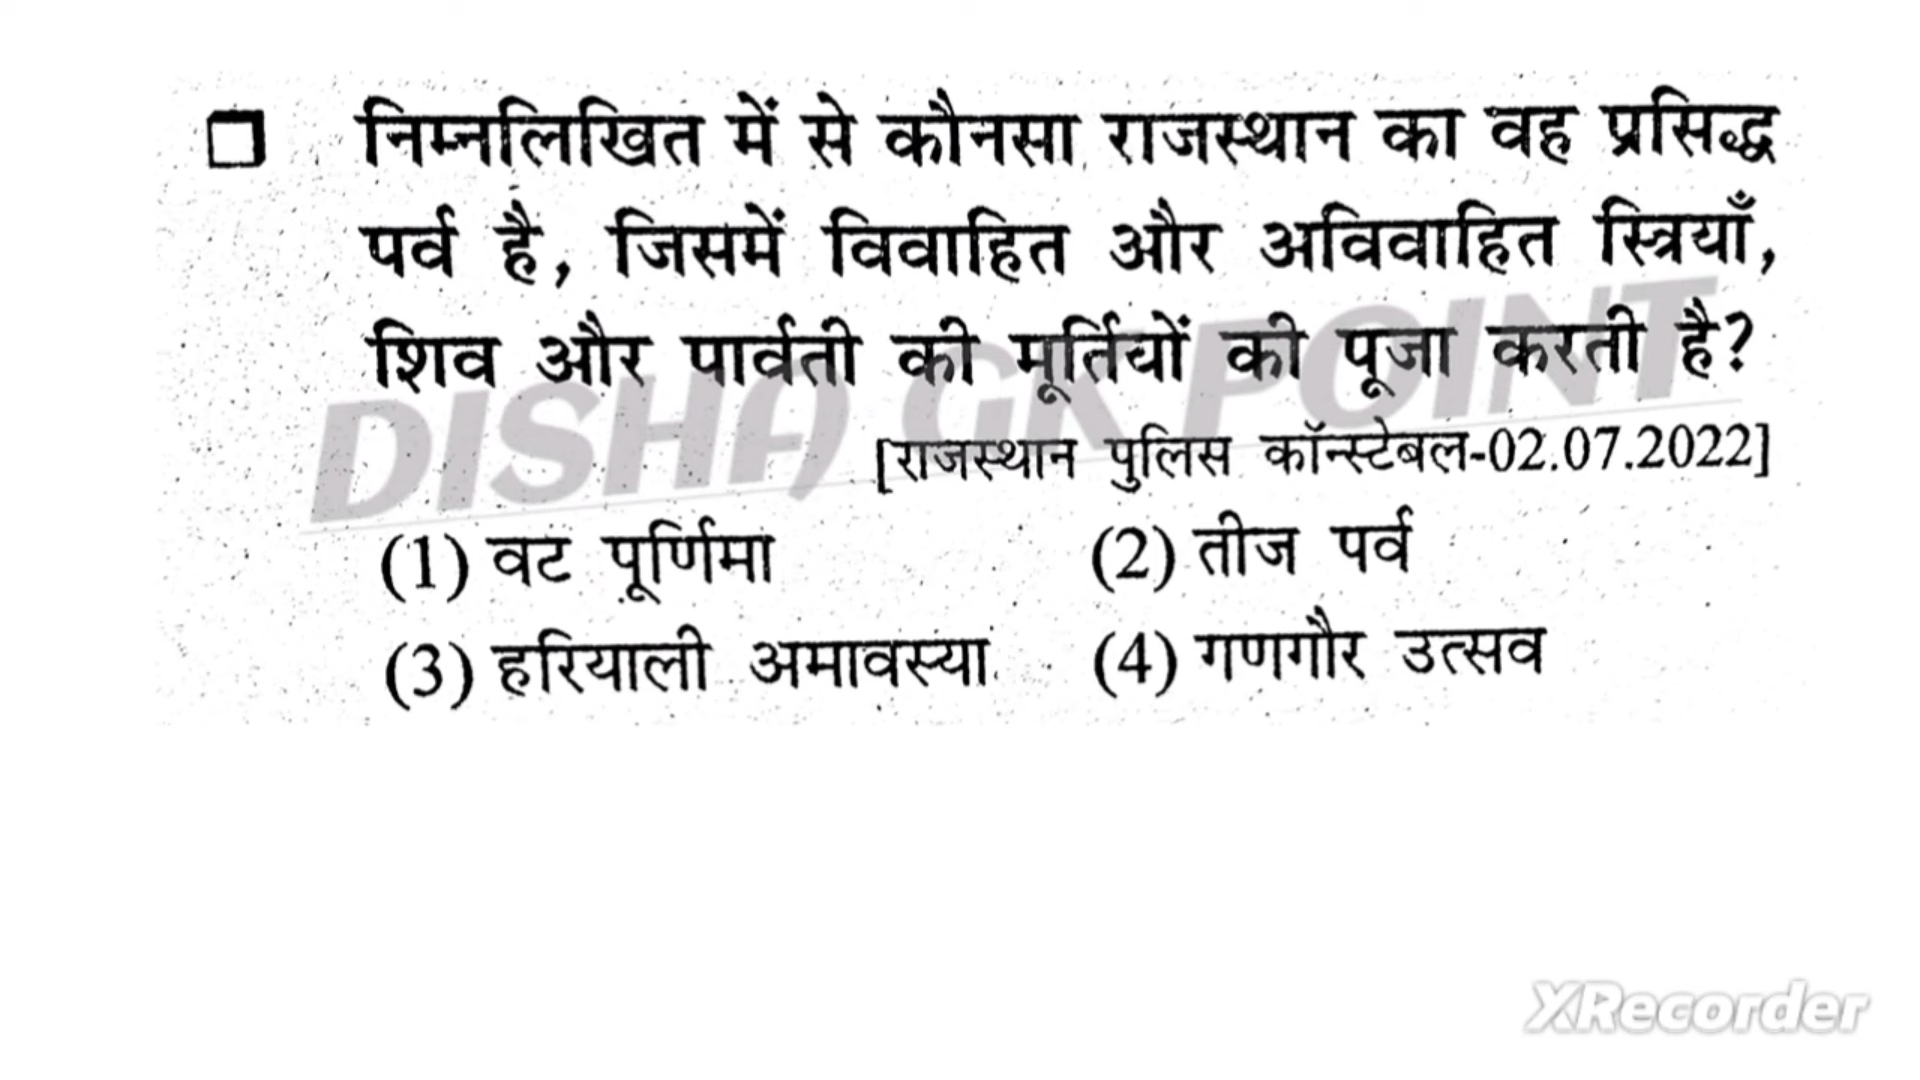 निम्नलिखित में से कौनसा राजस्थान का वह प्रसिद्ध
पर्व है, जिसमें विवाहित और अविवाहित स्त्रियाँ,
शिव और पार्वती की मूर्तियों की पूजा करती है?
DISHA GK POINT
[राजस्थान पुलिस कॉन्स्टेबल-02.07.2022]
(1) वट पूर्णिमा (2) तीज पर्व
(3) हरियाली अमावस्या (4) गणगौर उत्सव
XRecorder